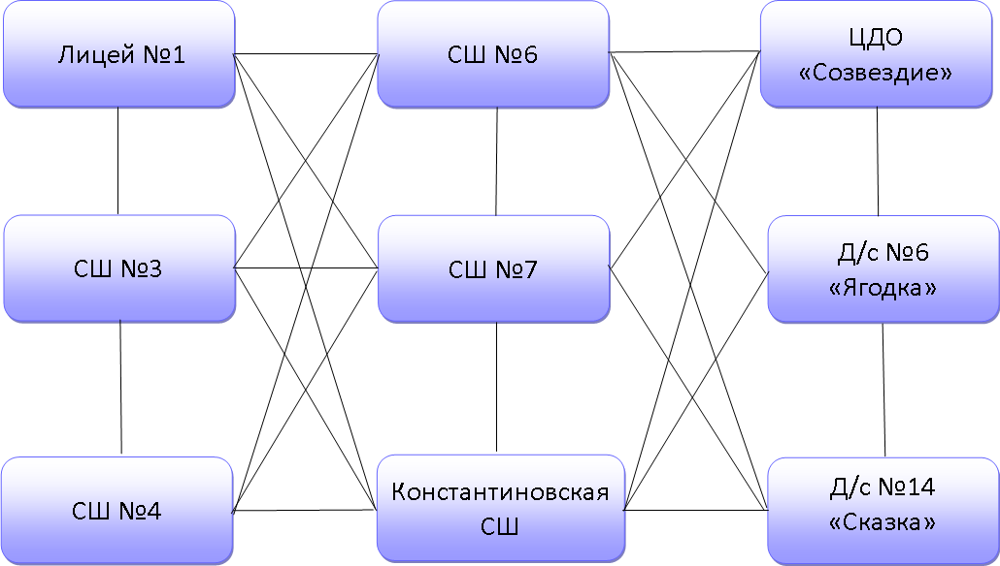 Лицей №1
СШ №6
ЦДО
«Созвездие»
СШ №3
СШ №7
Д/с №6
«Ягодка»
СШ №4
Константиновская
СШ
Д/с №14
«Сказка»